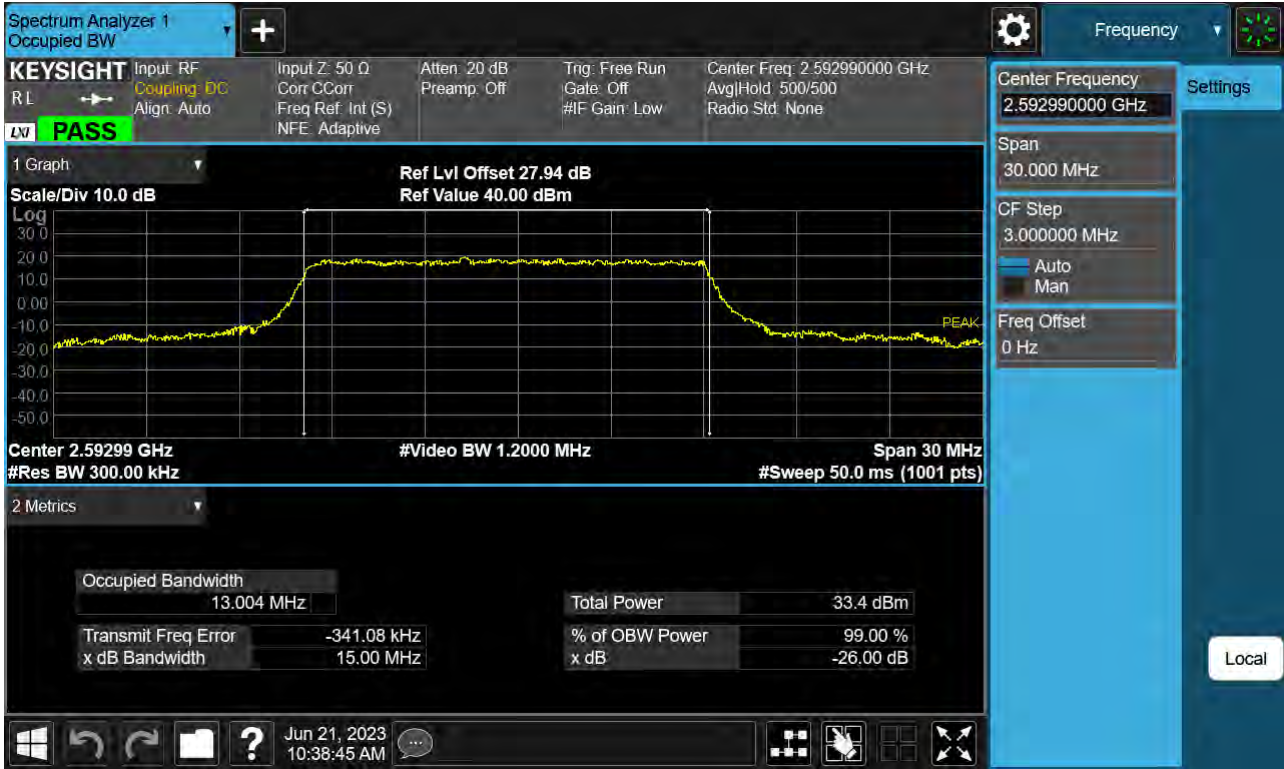 Spectrum Analyzer 1
Occupied BW
Frequency
KEYSIGHT
RL
LXI
PASS
Input: RF
Coupling: DC
Align: Auto
Input Z: 50 Ω
Corr CCorr
Freq Ref: Int (S)
NFE: Adaptive
Atten: 20 dB
Preamp: Off
Trig: Free Run
Gate: Off
#IF Gain: Low
Center Freq: 2.592990000 GHz
Avg|Hold: 500/500
Radio Std: None
1 Graph
Scale/Div 10.0 dB
Ref Lvl Offset 27.94 dB
Ref Value 40.00 dBm
Log
30.0
20.0
10.0
0.00
-10.0
-20.0
-30.0
-40.0
-50.0
PEAK
Center 2.59299 GHz
#Video BW 1.2000 MHz
Span 30 MHz
#Res BW 300.00 kHz
#Sweep 50.0 ms (1001 pts)
2 Metrics
Occupied Bandwidth
13.004 MHz
Total Power 33.4 dBm
Transmit Freq Error -341.08 kHz
% of OBW Power 99.00 %
x dB Bandwidth 15.00 MHz
x dB -26.00 dB
Center Frequency
2.592990000 GHz
Settings
Span
30.000 MHz
CF Step
3.000000 MHz
Auto
Man
Freq Offset
0 Hz
Local
?
Jun 21, 2023
10:38:45 AM